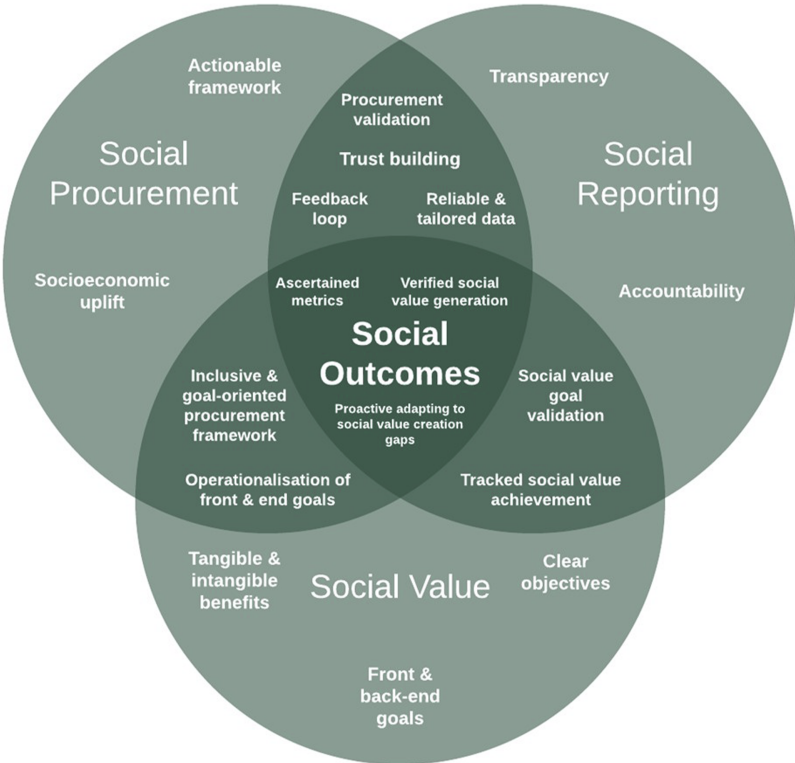 Actionable
framework
Transparency
Procurement
validation
Trust building
Social
Procurement
Social
Reporting
Feedback
loop
Reliable &
tailored data
Socioeconomic
uplift
Ascertained
metrics
Verified social
value generation
Accountability
Social
Outcomes
Proactive adapting to
social value creation
gaps
Inclusive &
goal-oriented
procurement
framework
Social value
goal
validation
Operationalisation of
front & end goals
Tracked social value
achievement
Tangible &
intangible
benefits
Social Value
Clear
objectives
Front &
back-end
goals